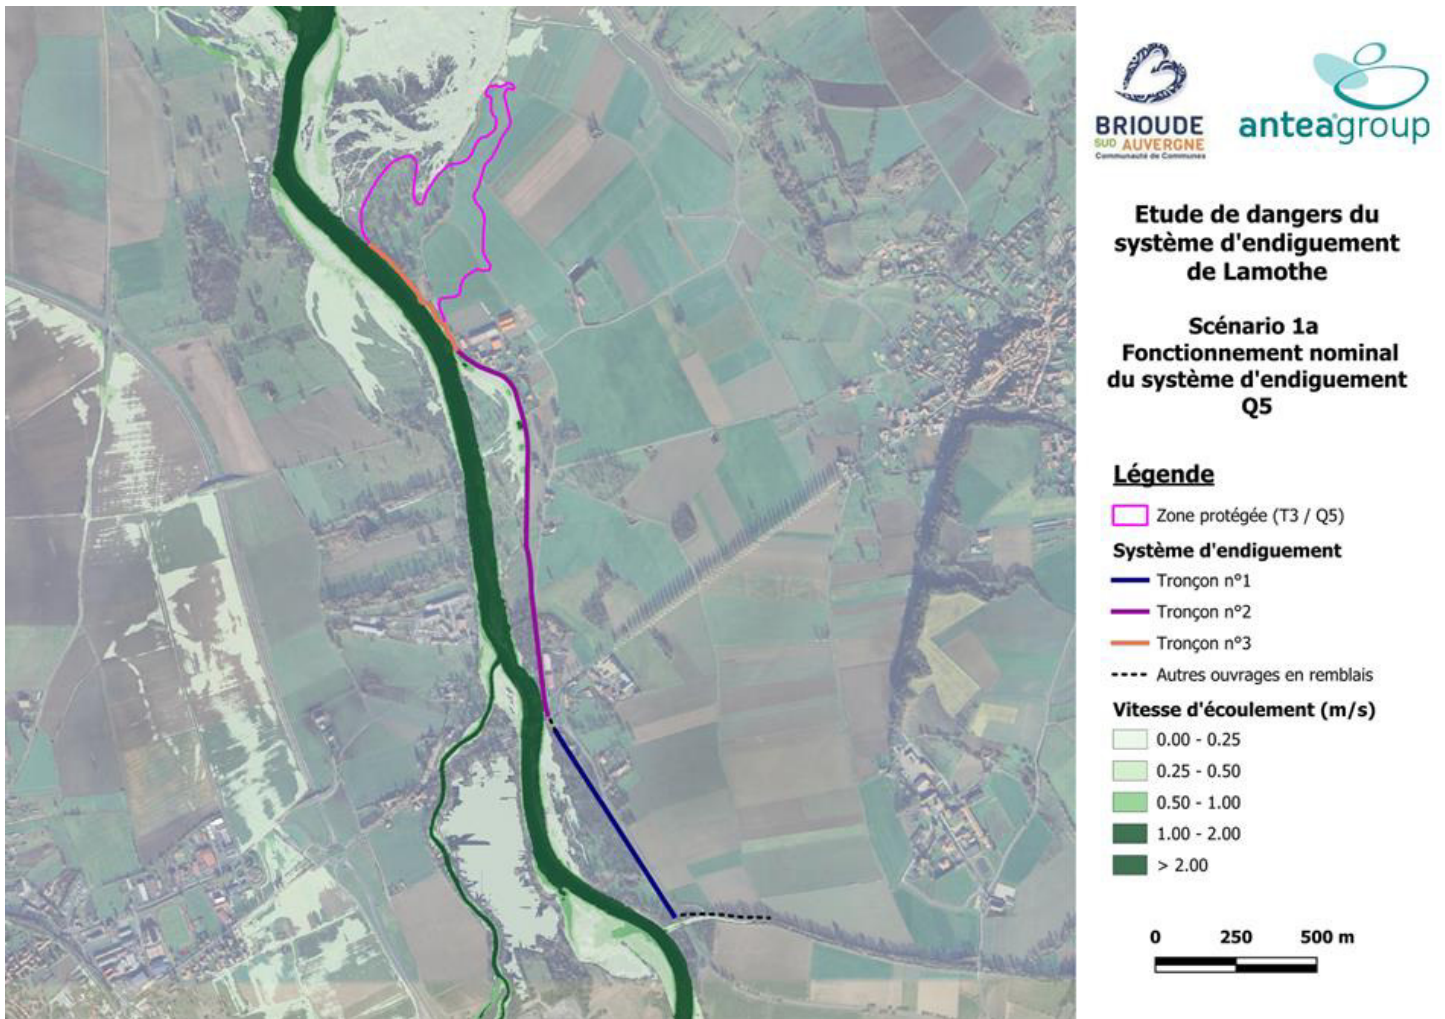 BRIOUDE
SUD AUVERGNE
Communauté de Communes
anteagroup
Etude de dangers du
système d'endiguement
de Lamothe
Scénario 1a
Fonctionnement nominal
du système d'endiguement
Q5
Légende
Zone protégée (T3 / Q5)
Système d'endiguement
Tronçon n°1
Tronçon n°2
Tronçon n°3
Autres ouvrages en remblais
Vitesse d'écoulement (m/s)
0.00 - 0.25
0.25 - 0.50
0.50 - 1.00
1.00 - 2.00
> 2.00
0 250 500 m